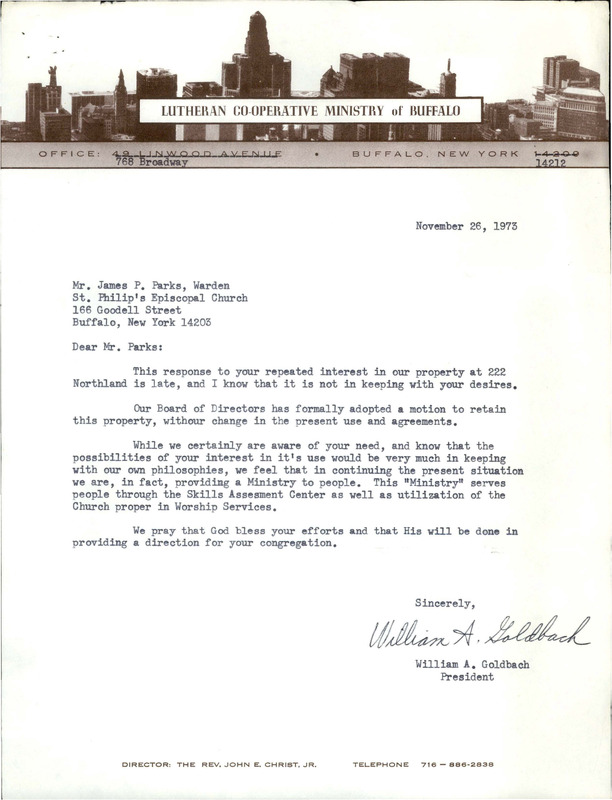 LUTHERAN CO-OPERATIVE MINISTRY of BUFFALO
OFFICE: 49 LINWOOD AVENUE • BUFFALO, NEW YORK 14209
768 Broadway 14212
November 26, 1973
Mr. James P. Parks, Warden
St. Philip's Episcopal Church
166 Goodell Street
Buffalo, New York 14203
Dear Mr. Parks:
This response to your repeated interest in our property at 222
Northland is late, and I know that it is not in keeping with your desires.
Our Board of Directors has formally adopted a motion to retain
this property, withour change in the present use and agreements.
While we certainly are aware of your need, and know that the
possibilities of your interest in it's use would be very much in keeping
with our own philosophies, we feel that in continuing the present situation
we are, in fact, providing a Ministry to people. This "Ministry" serves
people through the Skills Assesment Center as well as utilization of the
Church proper in Worship Services.
We pray that God bless your efforts and that His will be done in
providing a direction for your congregation.
Sincerely,
William A. Goldbach
William A. Goldbach
President
DIRECTOR: THE REV. JOHN E. CHRIST, JR. TELEPHONE 716 — 886-2838